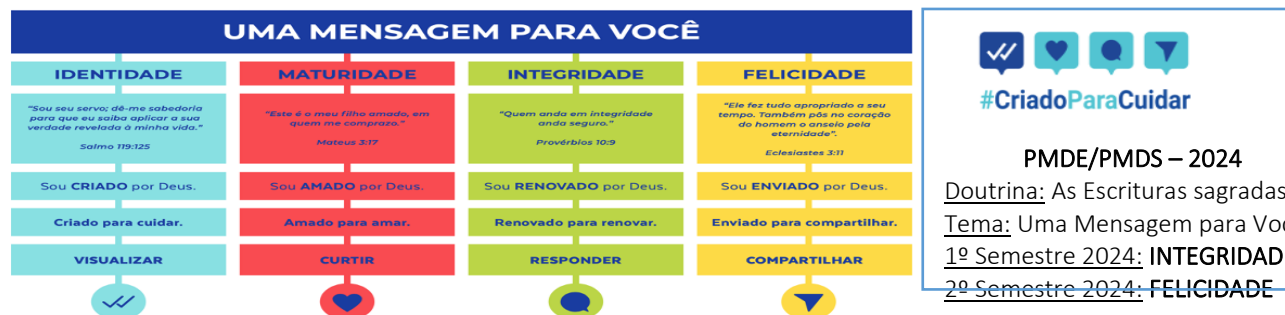 UMA MENSAGEM PARA VOCÊ
IDENTIDADE
"Sou seu servo; dê-me sabedoria
para que eu saiba aplicar a sua
verdade revelada à minha vida."
Salmo 119:125
Sou CRIADO por Deus.
Criado para cuidar.
VISUALIZAR
MATURIDADE
"Este é o meu filho amado, em
quem me comprazo."
Mateus 3:17
Sou AMADO por Deus.
Amado para amar.
CURTIR
INTEGRIDADE
"Quem anda em integridade
anda seguro."
Provérbios 10:9
Sou RENOVADO por Deus.
Renovado para renovar.
RESPONDER
FELICIDADE
"Ele fez tudo apropriado a seu
tempo. Também pôs no coração
do homem o anseio pela
eternidade".
Eclesiastes 3:11
Sou ENVIADO por Deus.
Enviado para compartilhar.
COMPARTILHAR
#CriadoParaCuidar
PMDE/PMDS – 2024
Doutrina: As Escrituras sagradas
Tema: Uma Mensagem para Voc
1º Semestre 2024: INTEGRIDAD
2º Semestre 2024: FELICIDADE